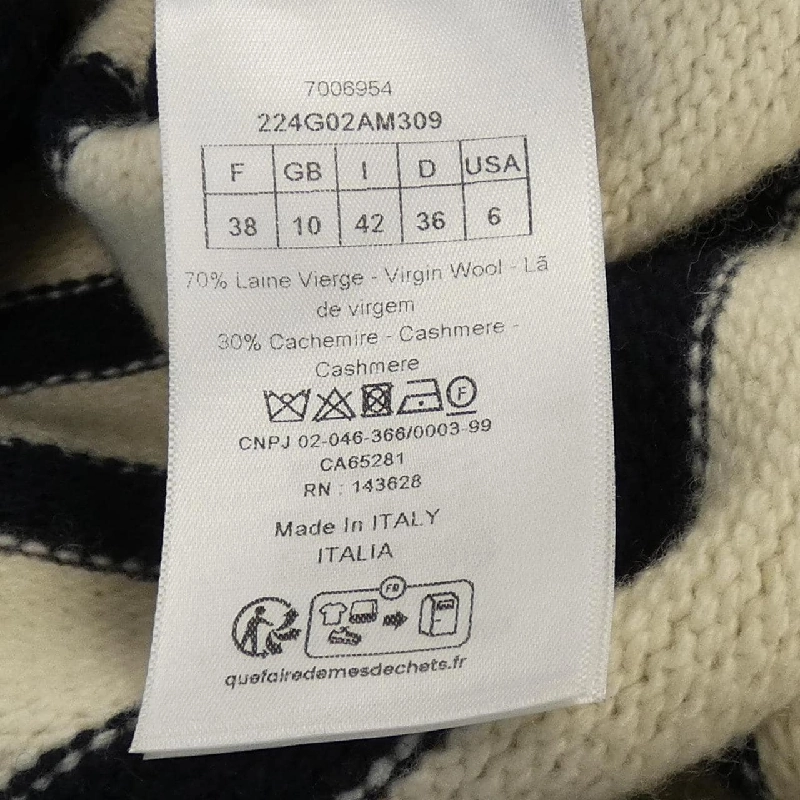 7006954
224G02AM309
F GB I D USA
38 10 42 36 6
70% Laine Vierge - Virgin Wool - Lã
de virgem
30% Cachemire - Cashmere -
Cashmere
F
CNPJ 02-046-366/0003-99
CA65281
RN : 143628
Made In ITALY
ITALIA
FR
quefairedemesdechets.fr